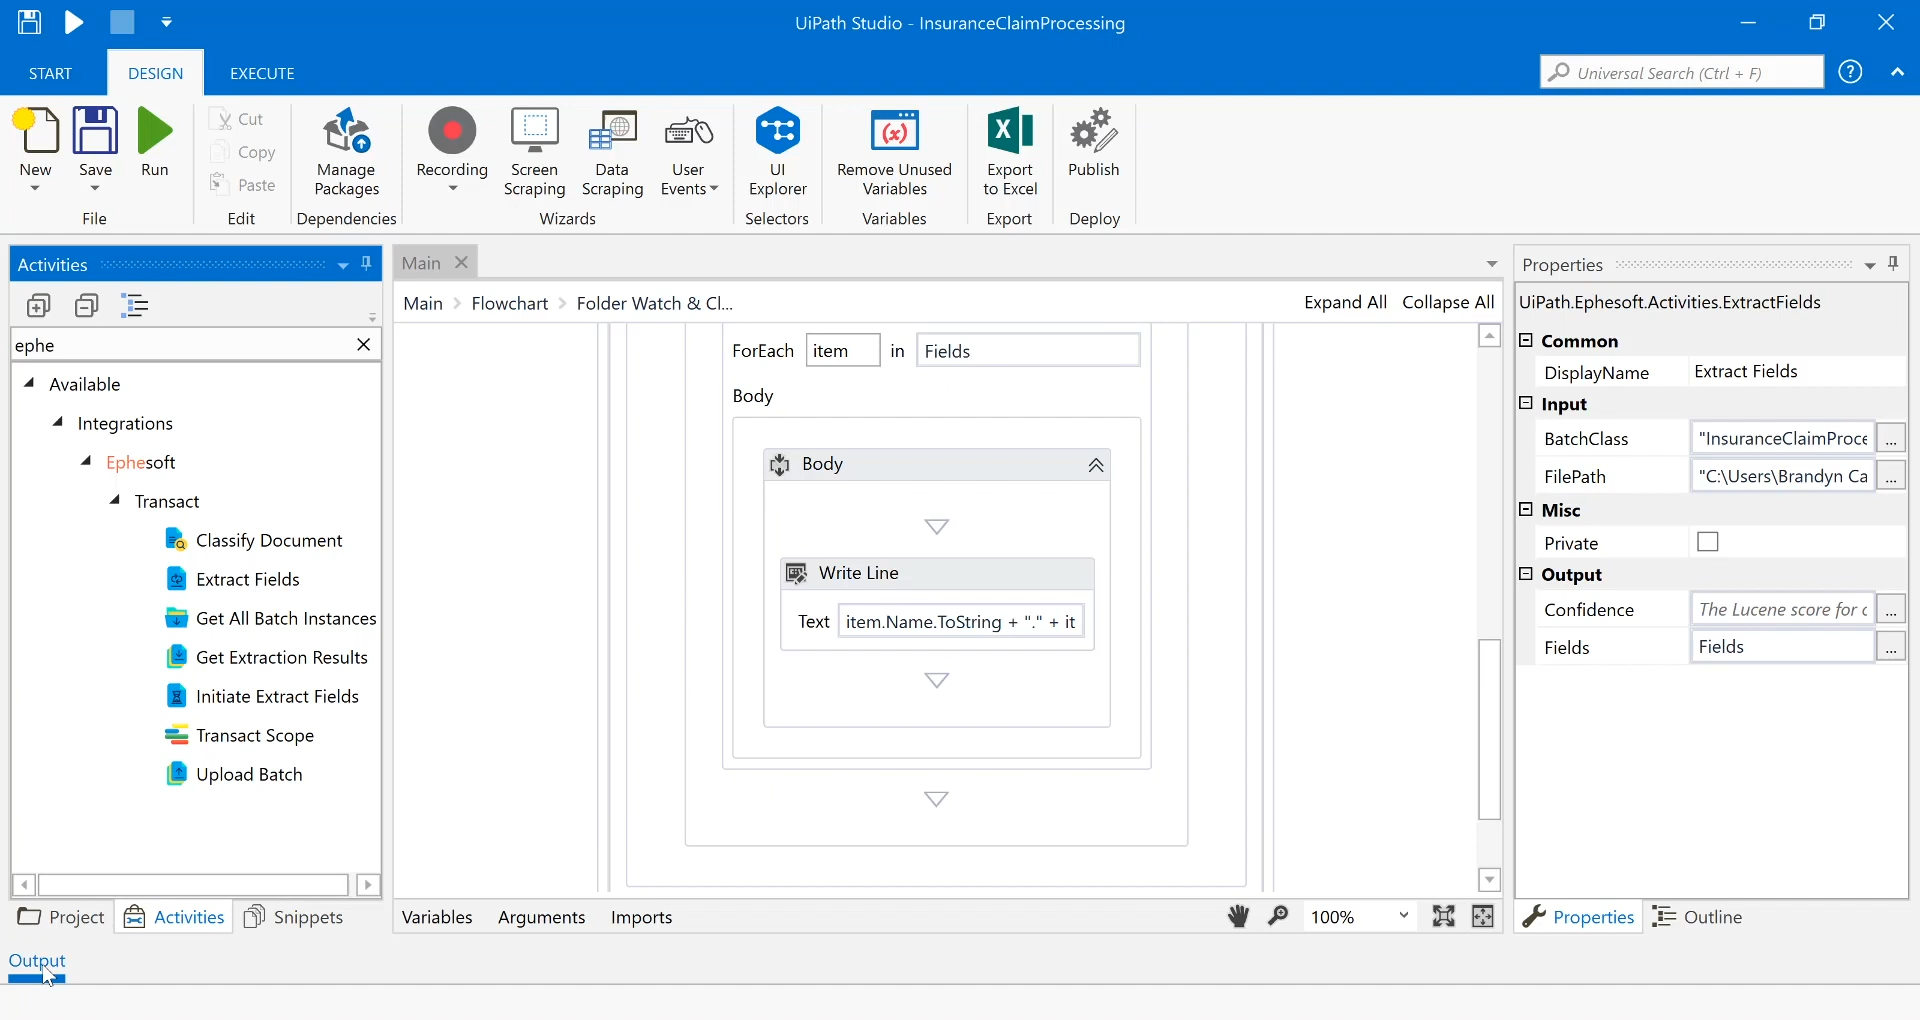 UiPath Studio - InsuranceClaimProcessing
START DESIGN EXECUTE
Universal Search (Ctrl + F)
New
Save
Run
File
Cut
Copy
Paste
Edit
Manage
Packages
Dependencies
Recording
Screen
Scraping
Data
Scraping
User
Events
Wizards
UI
Explorer
Selectors
Remove Unused
Variables
Variables
Export
to Excel
Export
Publish
Deploy
Activities
ephe
Available
Integrations
Ephesoft
Transact
Classify Document
Extract Fields
Get All Batch Instances
Get Extraction Results
Initiate Extract Fields
Transact Scope
Upload Batch
Project Activities Snippets
Output
Main
Main > Flowchart > Folder Watch & Cl...
Expand All Collapse All
ForEach item in Fields
Body
Body
Write Line
Text item.Name.ToString + "." + it
Variables Arguments Imports
100%
Properties
UiPath.Ephesoft.Activities.ExtractFields
Common
DisplayName Extract Fields
Input
BatchClass "InsuranceClaimProce ...
FilePath "C:\Users\Brandyn Ca ...
Misc
Private
Output
Confidence The Lucene score for c ...
Fields Fields ...
Properties Outline